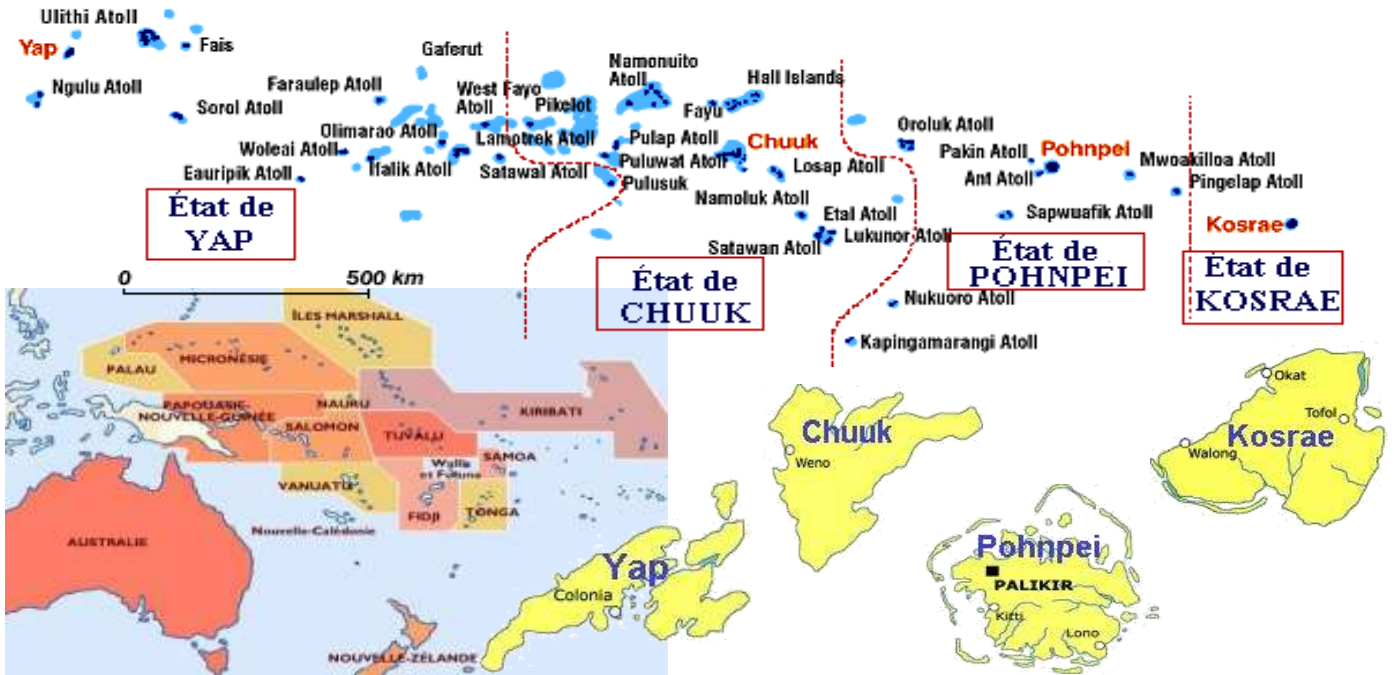 Ulithi Atoll
Yap
Fais
Ngulu Atoll
Sorol Atoll
Gaferut
Faraulep Atoll
West Fayo
Atoll
Pikelot
Namonuito
Atoll
Hall Islands
Fayu
Olimarao Atoll
Lamotrek Atoll
Pulap Atoll
Chuuk
Woleai Atoll
Ifalik Atoll
Satawal Atoll
Puluwat Atoll
Losap Atoll
Eauripik Atoll
Pulusuk
Namoluk Atoll
Oroluk Atoll
Pakin Atoll
Pohnpei
Mwoakilloa Atoll
Ant Atoll
Pingelap Atoll
Etal Atoll
Sapwuafik Atoll
Kosrae
Satawan Atoll
Lukunor Atoll
État de
YAP
État de
CHUUK
État de
POHNPEI
État de
KOSRAE
Nukuoro Atoll
Kapingamarangi Atoll
0
500 km
ÎLES MARSHALL
MICRONÉSIE
PALAU
PAPOUASIE-
NOUVELLE-GUINÉE
NAURU
KIRIBATI
SALOMON
TUVALU
Wallis
et Futuna
SAMOA
VANUATU
FIDJI
TONGA
Nouvelle-Calédonie
AUSTRALIE
NOUVELLE-ZÉLANDE
Yap
Colonia
Chuuk
Weno
Pohnpei
PALIKIR
Kitti
Lono
Okat
Tofol
Kosrae
Walong